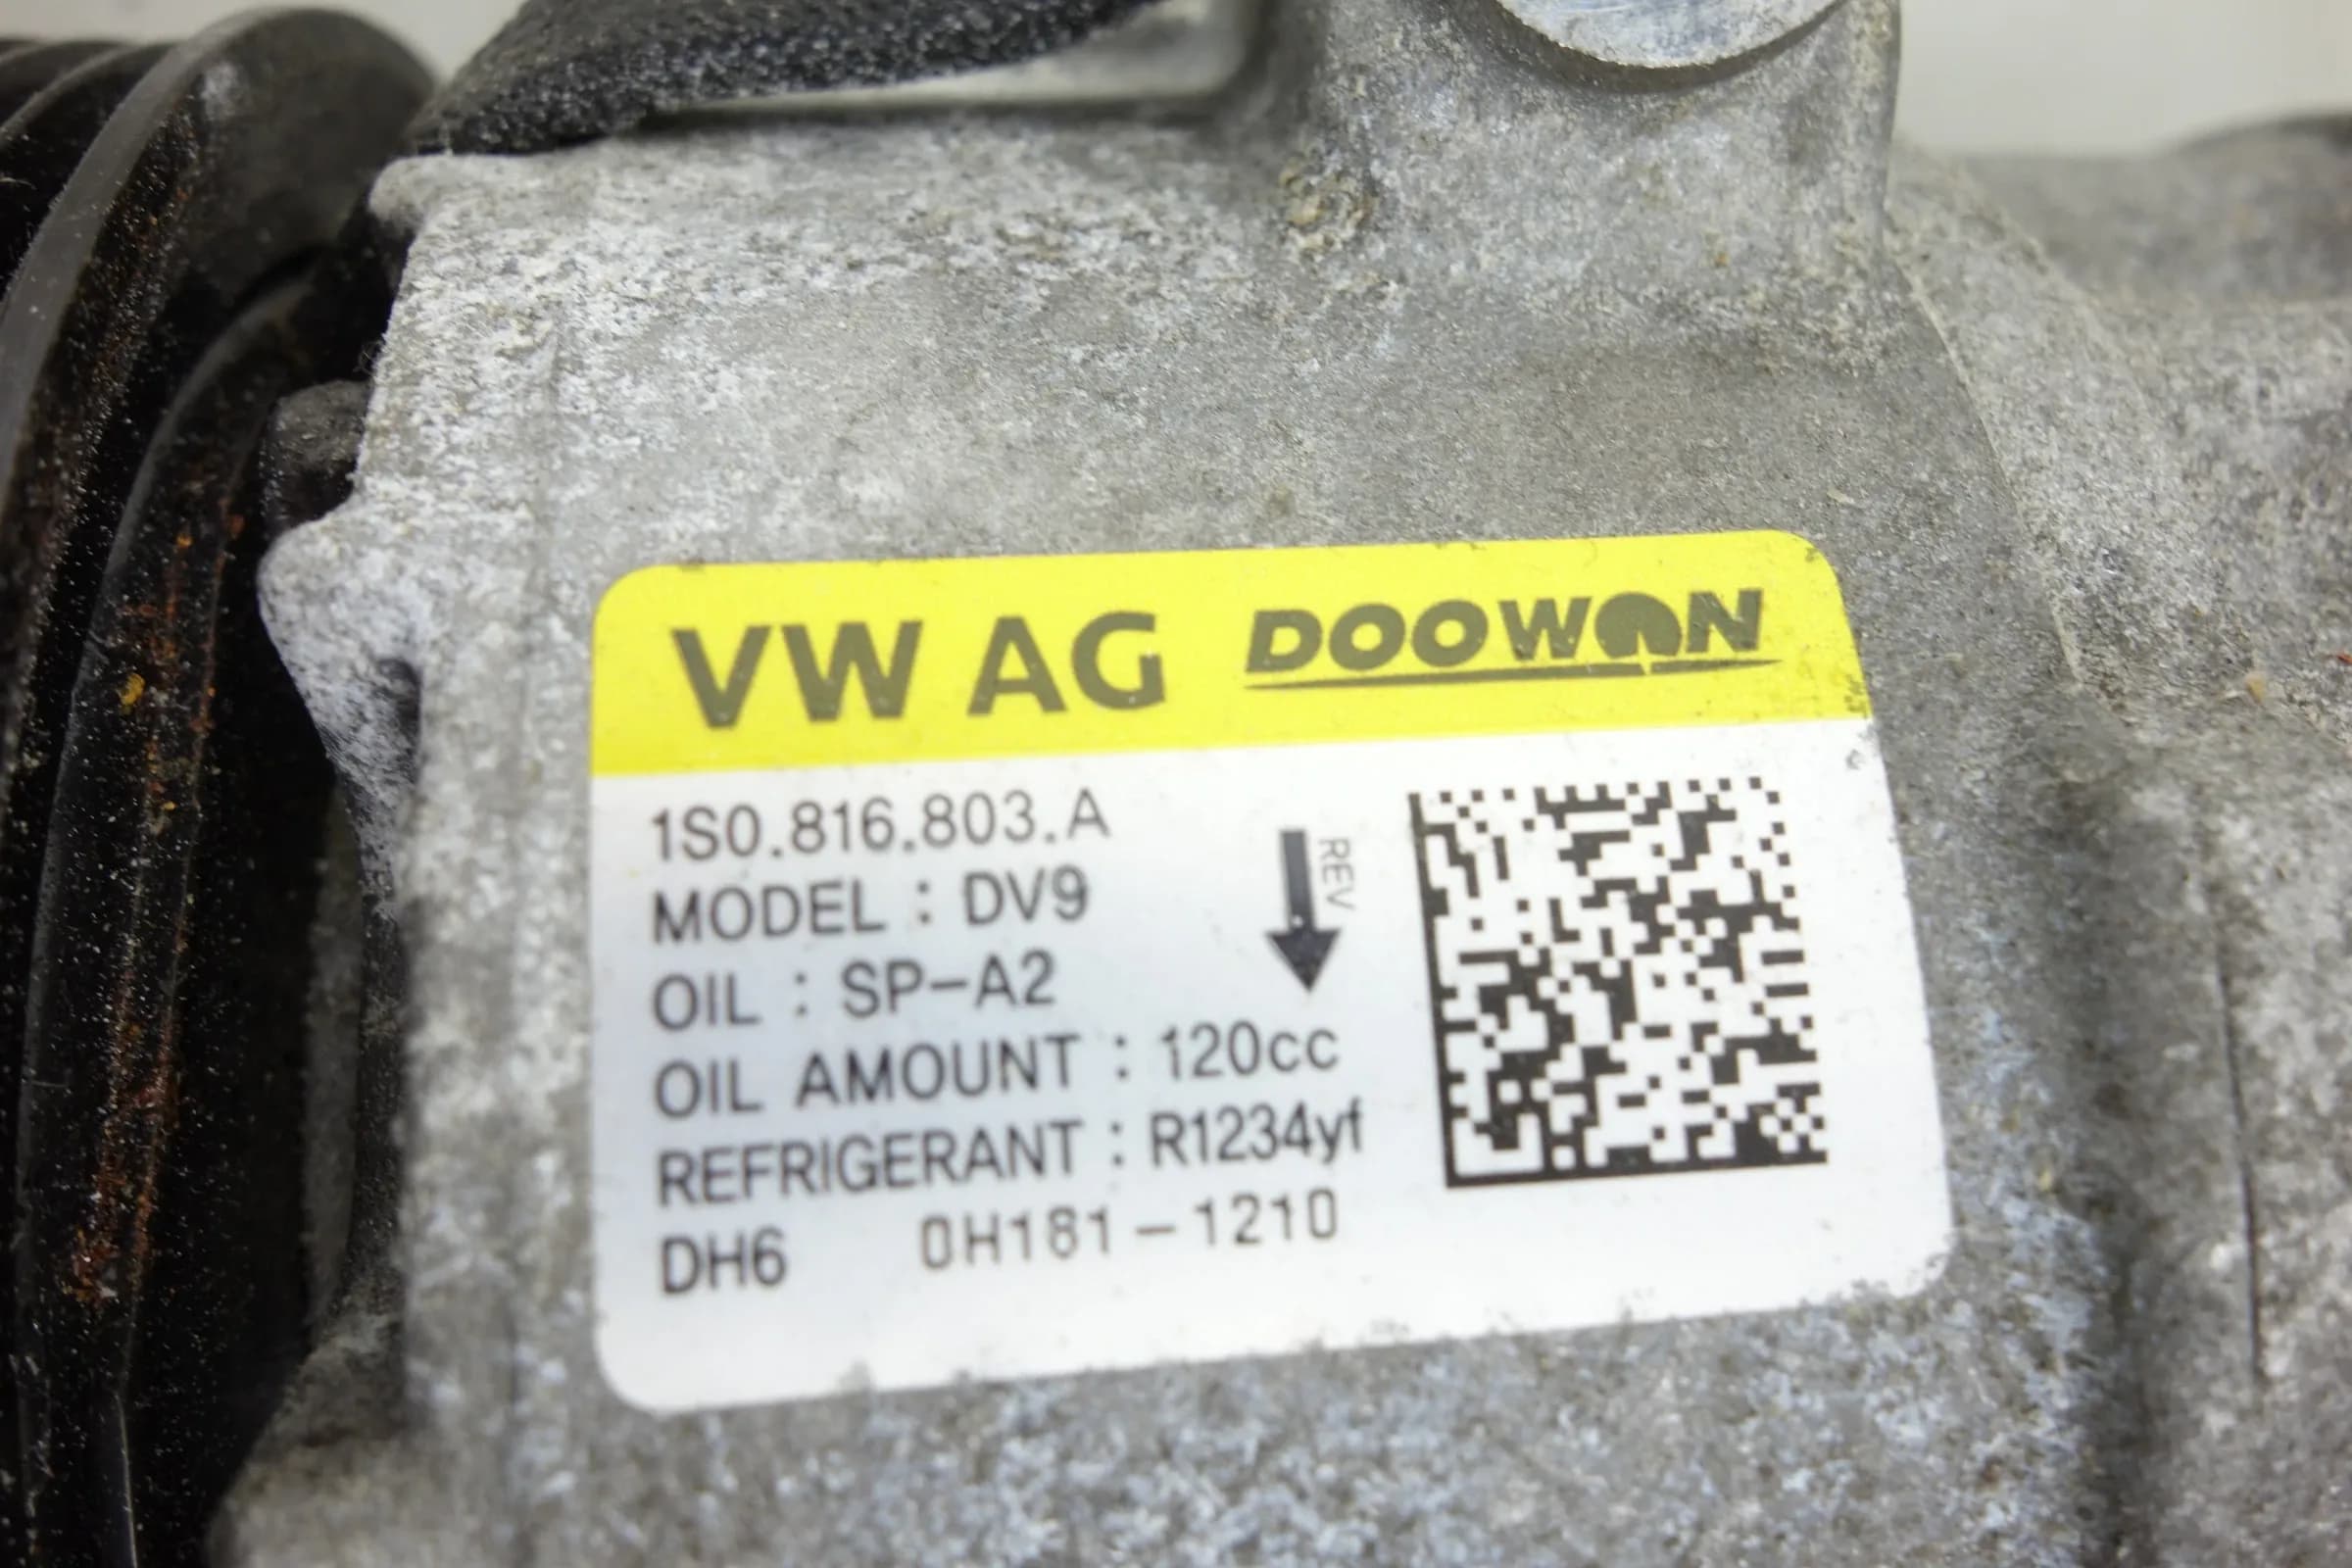 VW AG DOOWON
1S0.816.803.A
REV
MODEL : DV9
OIL : SP-A2
OIL AMOUNT : 120cc
REFRIGERANT : R1234yf
DH6 0H181-1210